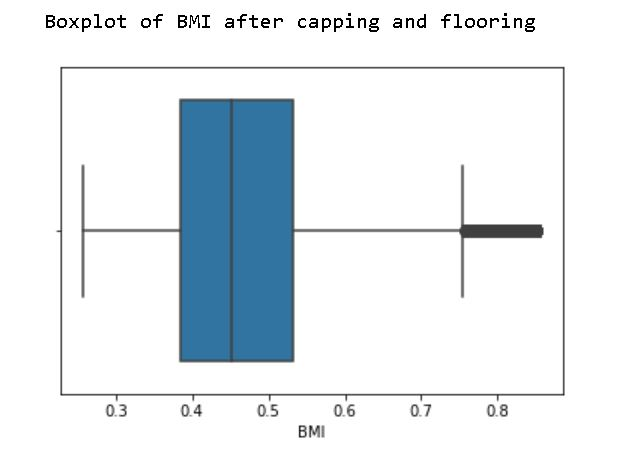 Boxplot of BMI after capping and flooring
0.3 0.4 0.5 0.6 0.7 0.8
BMI